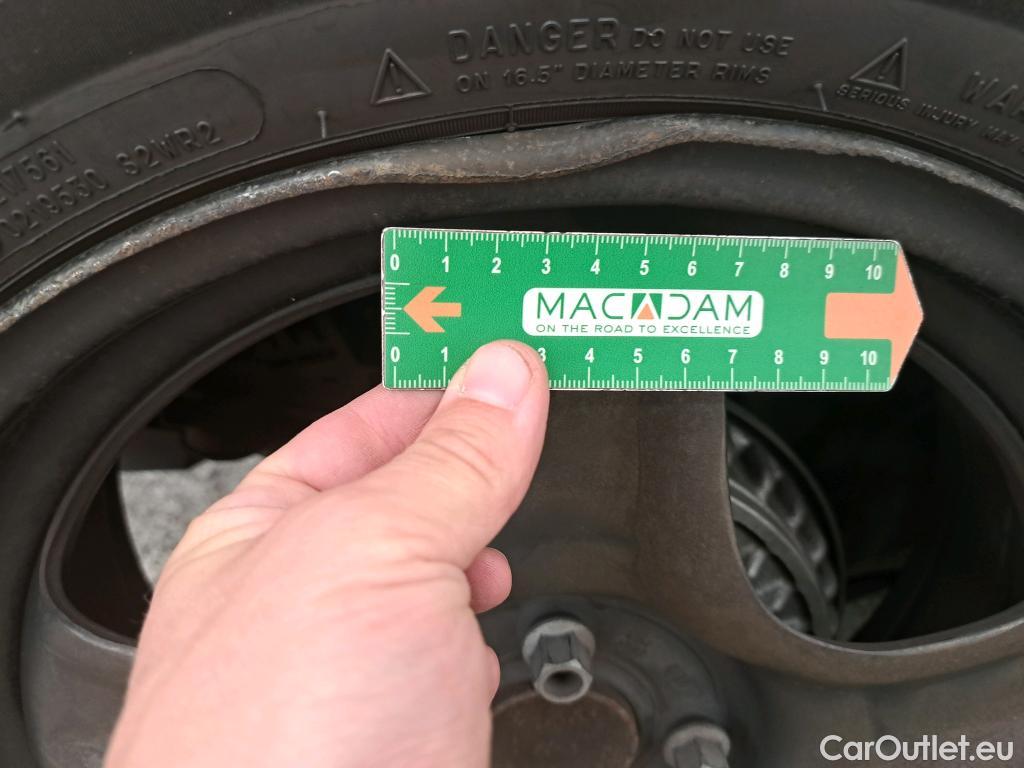 DANGER DO NOT USE
ON 16.5" DIAMETER RIMS
SERIOUS INJURY MAY
S2WR2
0 1 2 3 4 5 6 7 8 9 10
MACADAM
ON THE ROAD TO EXCELLENCE
0 1 3 4 5 6 7 8 9 10
CarOutlet.eu